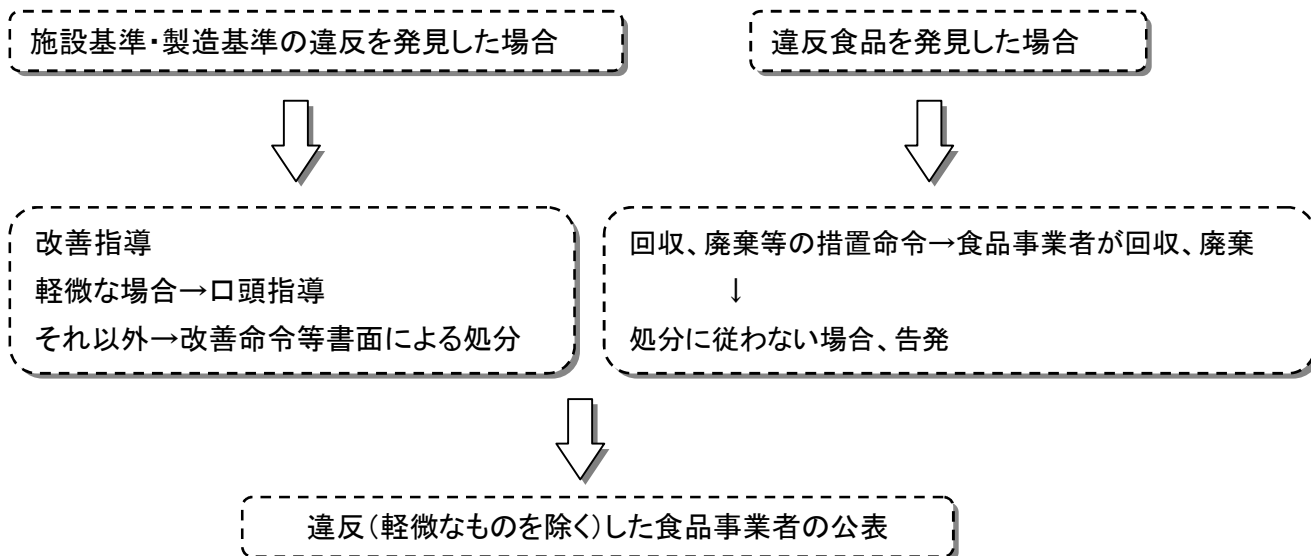 施設基準・製造基準の違反を発見した場合
違反食品を発見した場合
改善指導
軽微な場合→口頭指導
それ以外→改善命令等書面による処分
回収、廃棄等の措置命令→食品事業者が回収、廃棄
↓
処分に従わない場合、告発
違反(軽微なものを除く)した食品事業者の公表